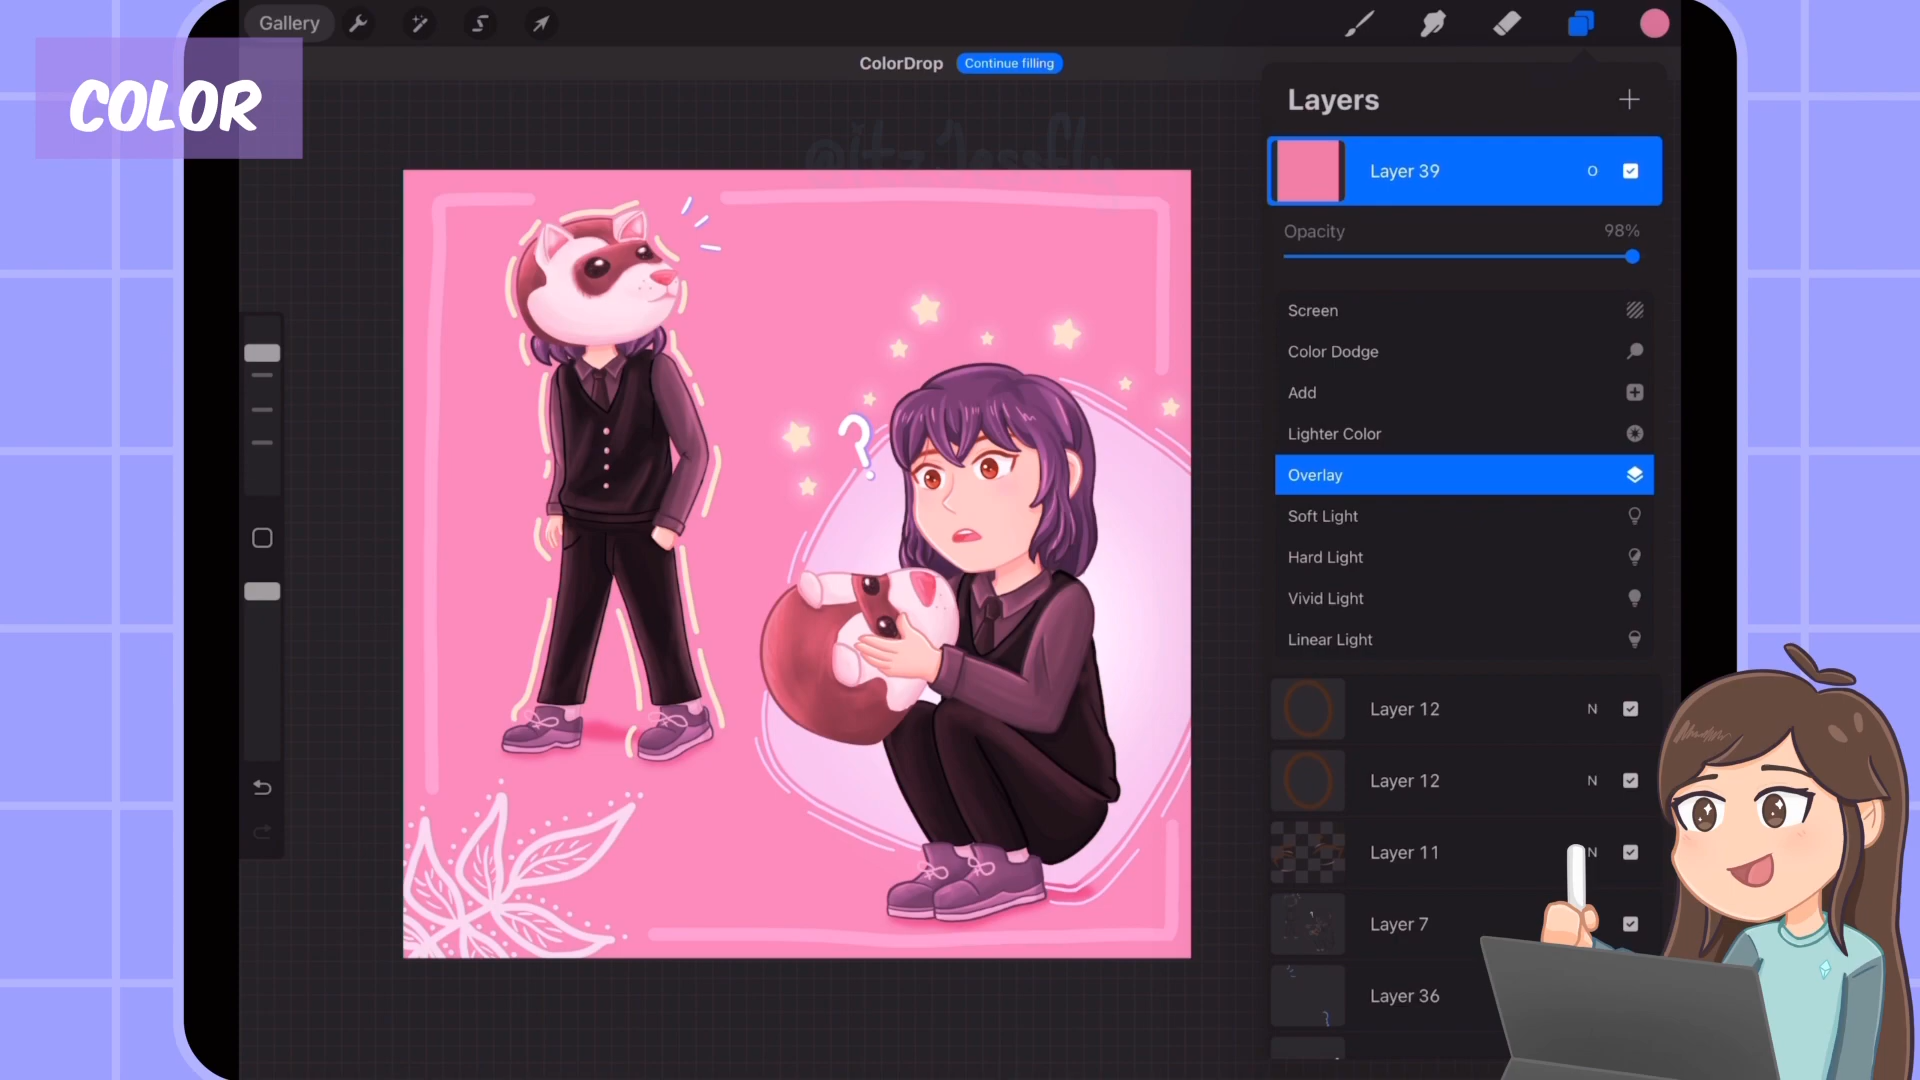 Gallery
COLOR
ColorDrop
Continue filling
Layers
@ItzJessFly
Layer 39
O
Opacity
98%
Screen
Color Dodge
Add
Lighter Color
Overlay
Soft Light
Hard Light
Vivid Light
Linear Light
Layer 12
N
Layer 12
N
Layer 11
N
Layer 7
Layer 36
?